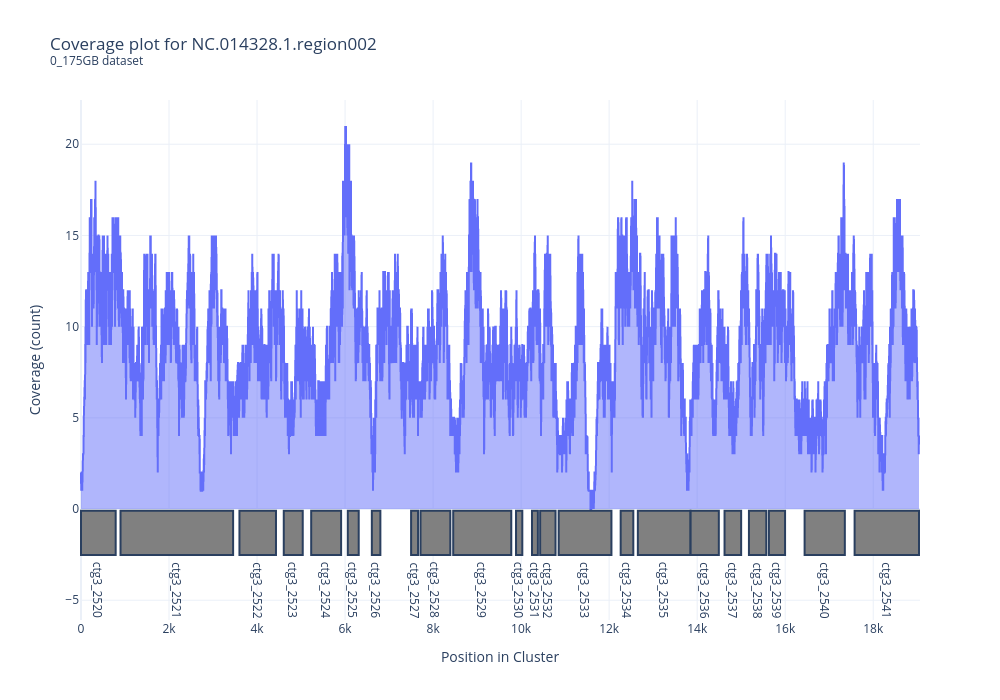 Coverage plot for NC.014328.1.region002
0_175GB dataset
Coverage (count)
20
15
10
5
0
−5
ctg3_2520
ctg3_2521
ctg3_2522
ctg3_2523
ctg3_2524
ctg3_2525
ctg3_2526
ctg3_2527
ctg3_2528
ctg3_2529
ctg3_2530
ctg3_2531
ctg3_2532
ctg3_2533
ctg3_2534
ctg3_2535
ctg3_2536
ctg3_2537
ctg3_2538
ctg3_2539
ctg3_2540
ctg3_2541
0 2k 4k 6k 8k 10k 12k 14k 16k 18k
Position in Cluster